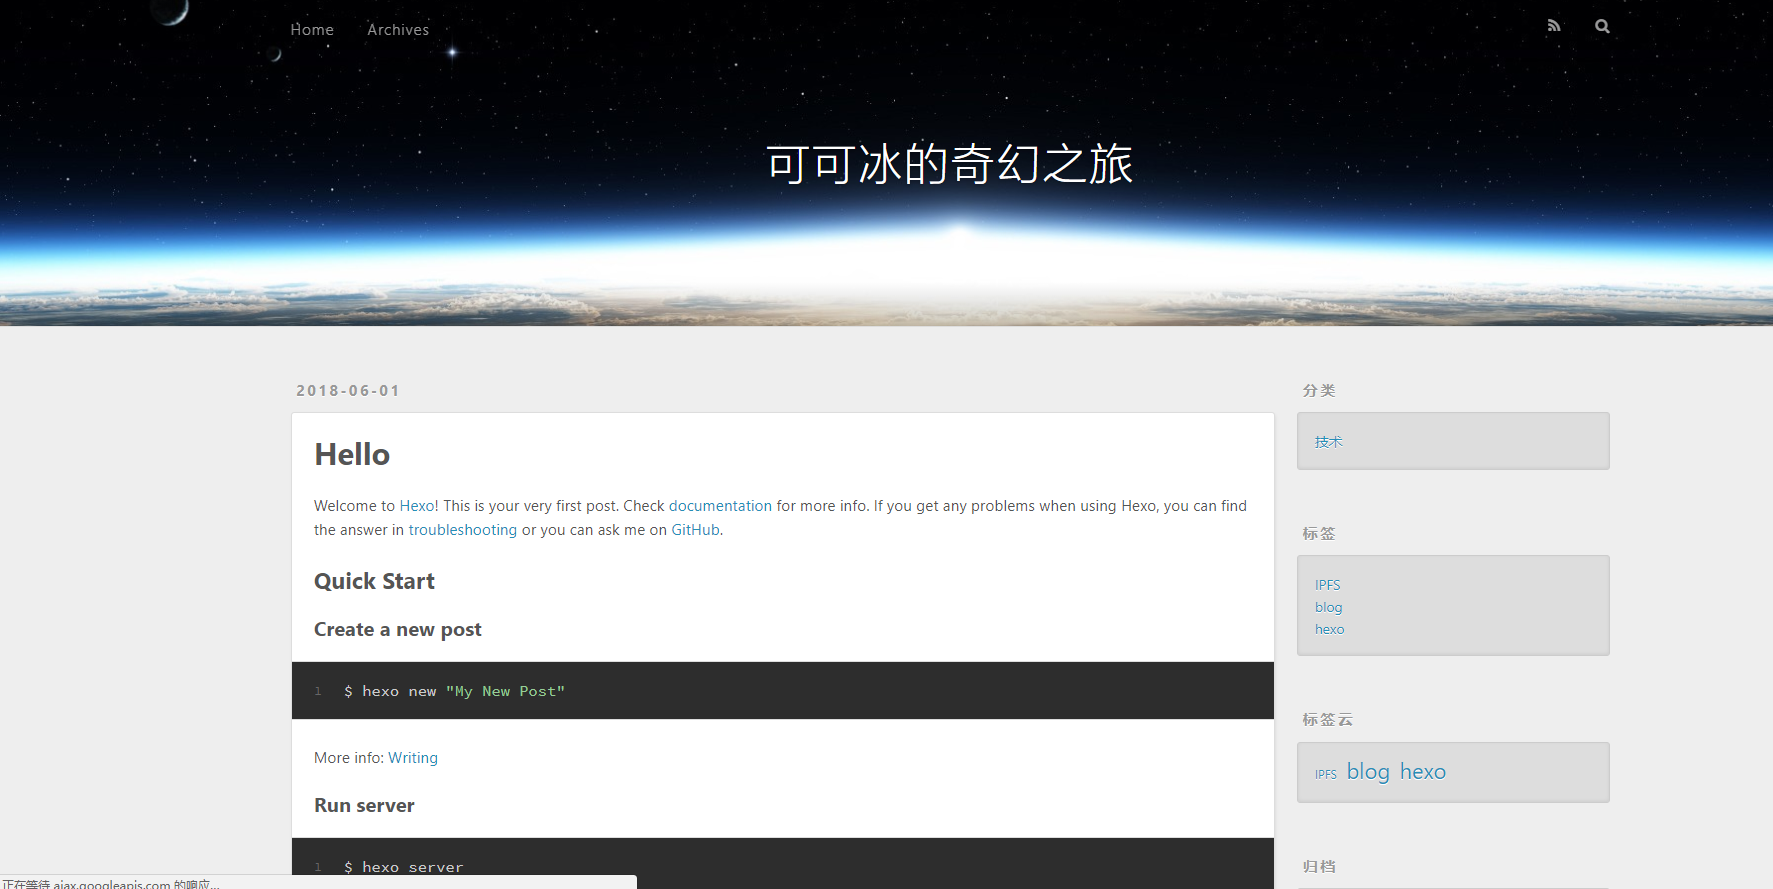 Home Archives
可可冰的奇幻之旅
2018-06-01
Hello
Welcome to Hexo! This is your very first post. Check documentation for more info. If you get any problems when using Hexo, you can find
the answer in troubleshooting or you can ask me on GitHub.
Quick Start
Create a new post
1 $ hexo new "My New Post"
More info: Writing
Run server
1 $ hexo server
分类
技术
标签
IPFS
blog
hexo
标签云
IPFS blog hexo
归档
正在等待 ajax.googleapis.com 的响应...